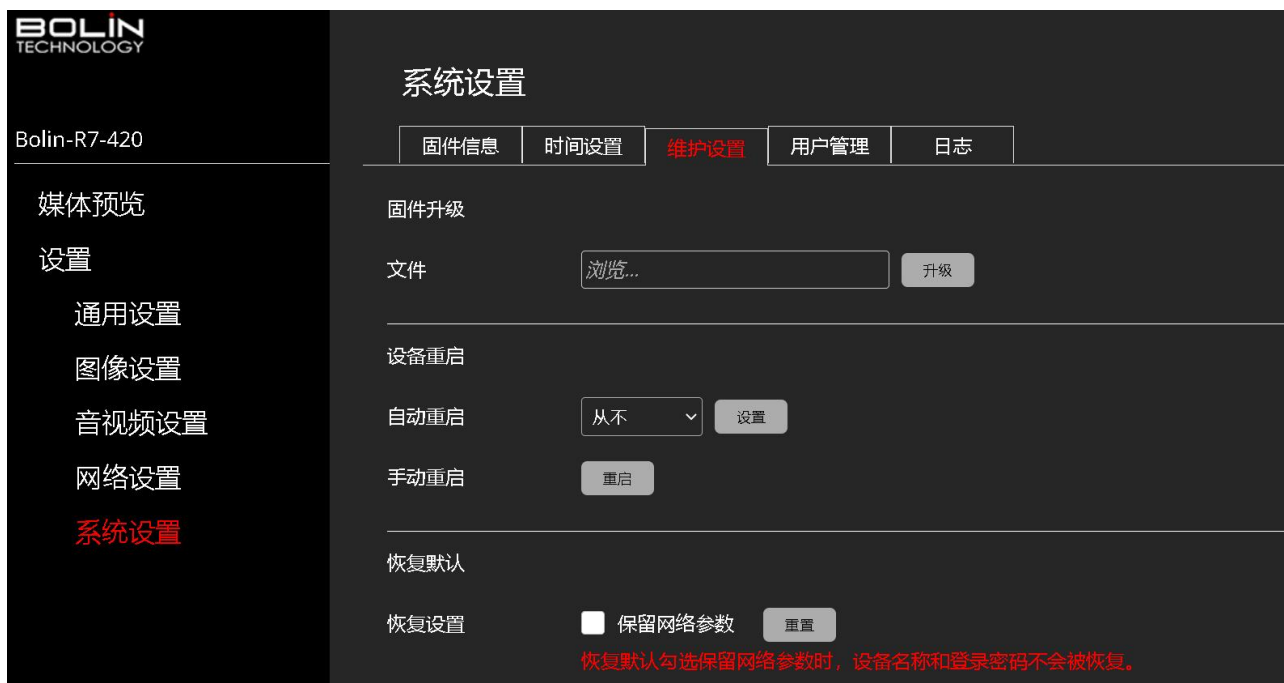 BOLIN
TECHNOLOGY
Bolin-R7-420
媒体预览
设置
通用设置
图像设置
音视频设置
网络设置
系统设置
系统设置
固件信息 时间设置 维护设置 用户管理 日志
固件升级
文件 浏览... 升级
设备重启
自动重启 从不 设置
手动重启 重启
恢复默认
恢复设置 保留网络参数 重置
恢复默认勾选保留网络参数时，设备名称和登录密码不会被恢复。